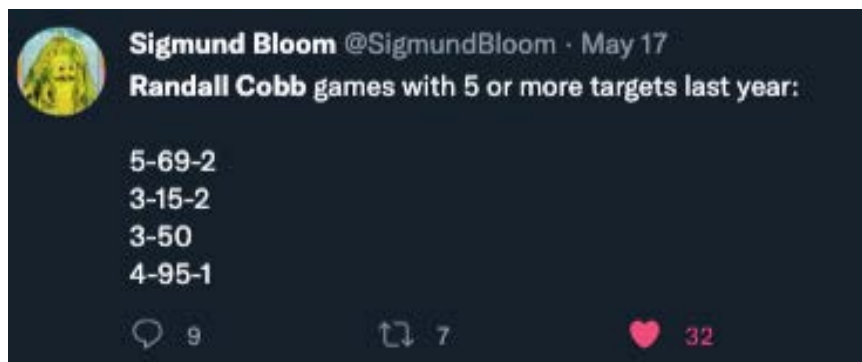 Sigmund Bloom @SigmundBloom · May 17
Randall Cobb games with 5 or more targets last year:
5-69-2
3-15-2
3-50
4-95-1
9 7 32